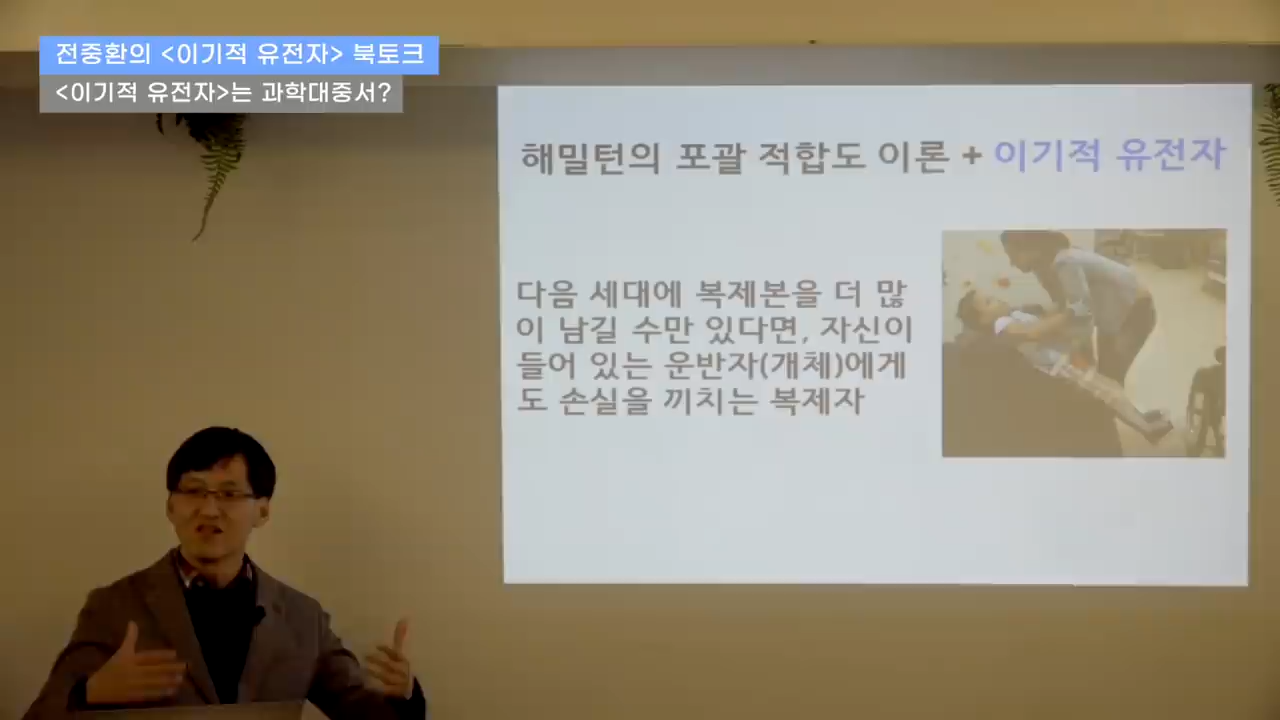 전중환의 <이기적 유전자> 북토크
<이기적 유전자>는 과학대중서?
해밀턴의 포괄 적합도 이론 + 이기적 유전자
다음 세대에 복제본을 더 많
이 남길 수만 있다면, 자신이
들어 있는 운반자(개체)에게
도 손실을 끼치는 복제자